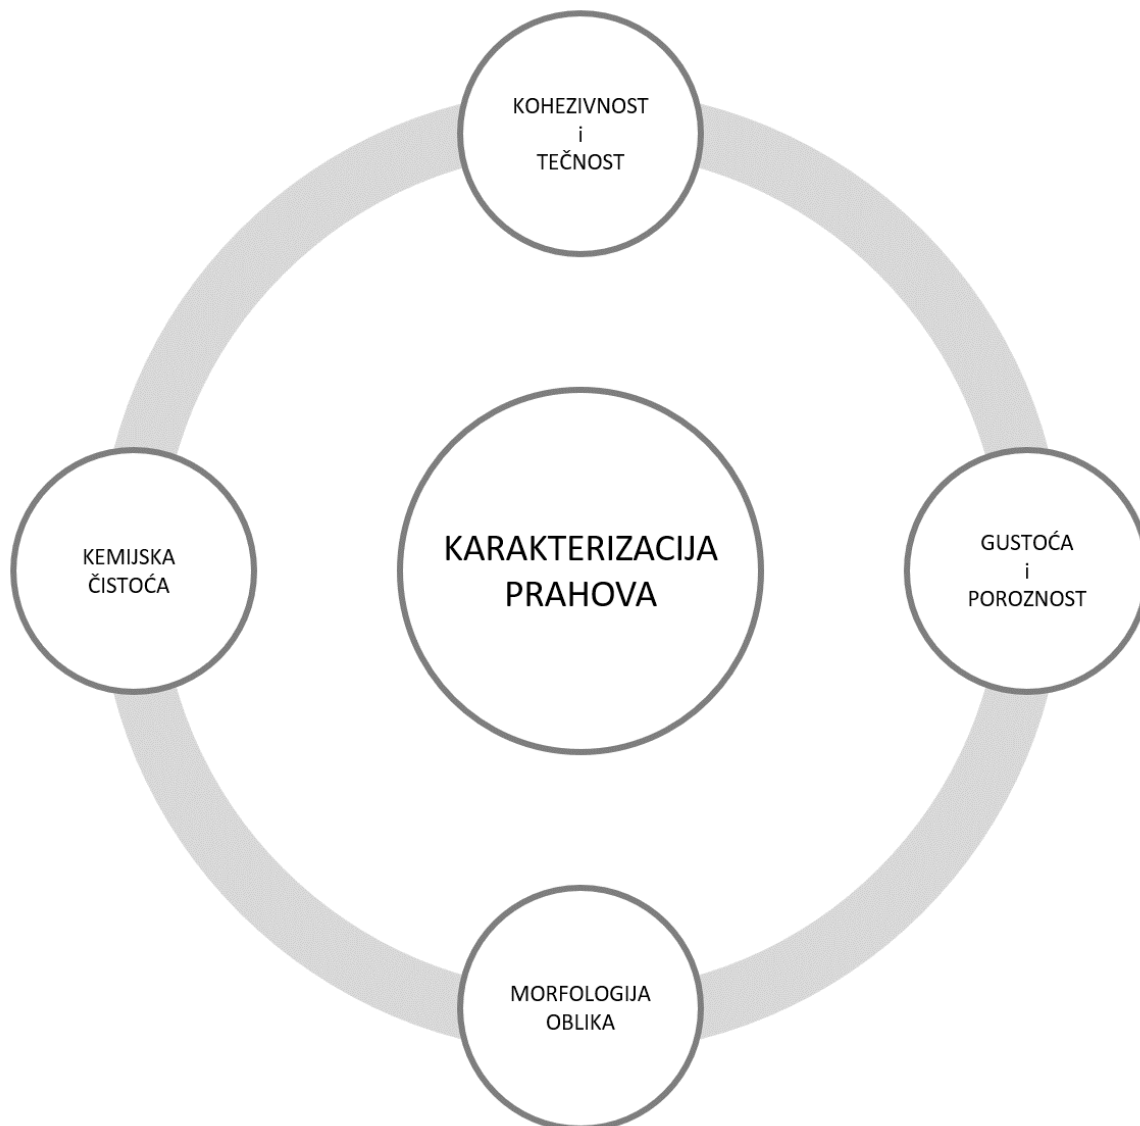 KOHEZIVNOST
i
TEČNOST
KEMIJSKA
ČISTOĆA
KARAKTERIZACIJA
PRAHOVA
GUSTOĆA
i
POROZNOST
MORFOLOGIJA
OBLIKA